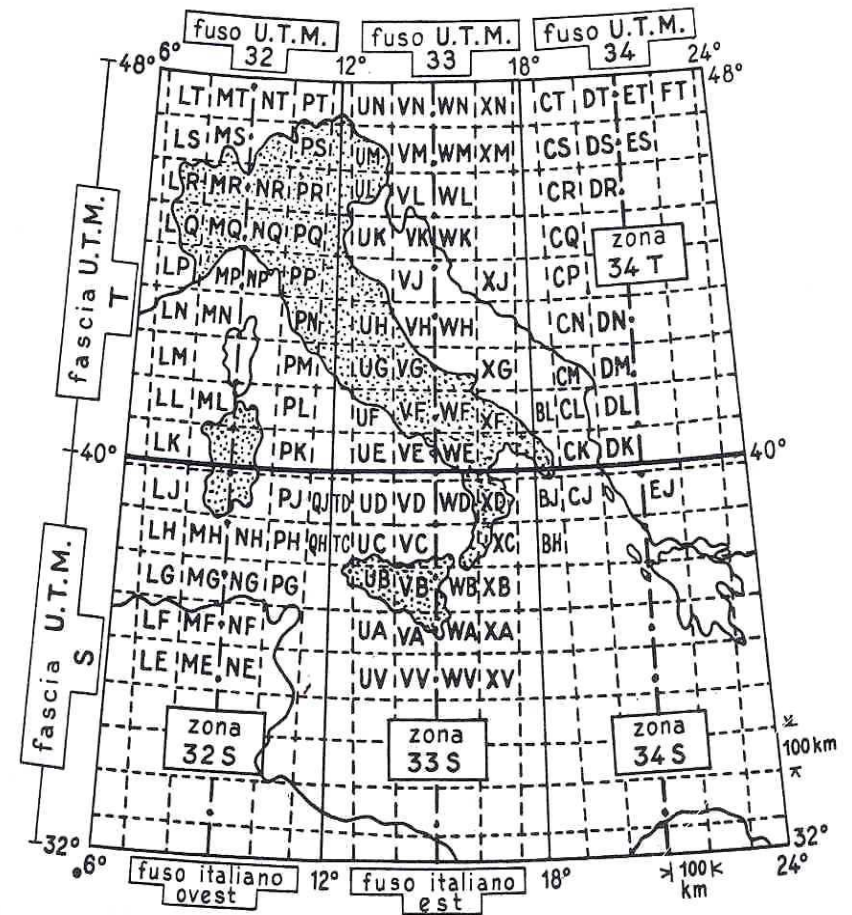 fuso U.T.M. fuso U.T.M. fuso U.T.M.
6° 32 12° 33 18° 34 24°
48° 48°
LT MT NT PT UN VN WN XN CT DT ET FT
LS MS PS UM VM WM XM CS DS ES
LR MR NR PR UL VL WL CR DR
LQ MQ NQ PQ UK VK WK CQ
zona
34 T
LP MP NP PP VJ XJ CP
LN MN PN UH VH WH CN DN
LM PM UG VG XG CM DM
LL ML PL UF VF WF XF BL CL DL
LK PK UE VE WE CK DK
40° 40°
LJ PJ QJ TD UD VD WD XD BJ CJ EJ
LH MH NH PH QH TC UC VC XC BH
LG MG NG PG UB VB WB XB
LF MF NF UA VA WA XA
LE ME NE UV VV WV XV
fascia U.T.M.
T
fascia U.T.M.
S
zona
32 S
zona
33 S
zona
34 S
100 km
32° 32°
6° 12° 18° 24°
fuso italiano
ovest
fuso italiano
est
100
km